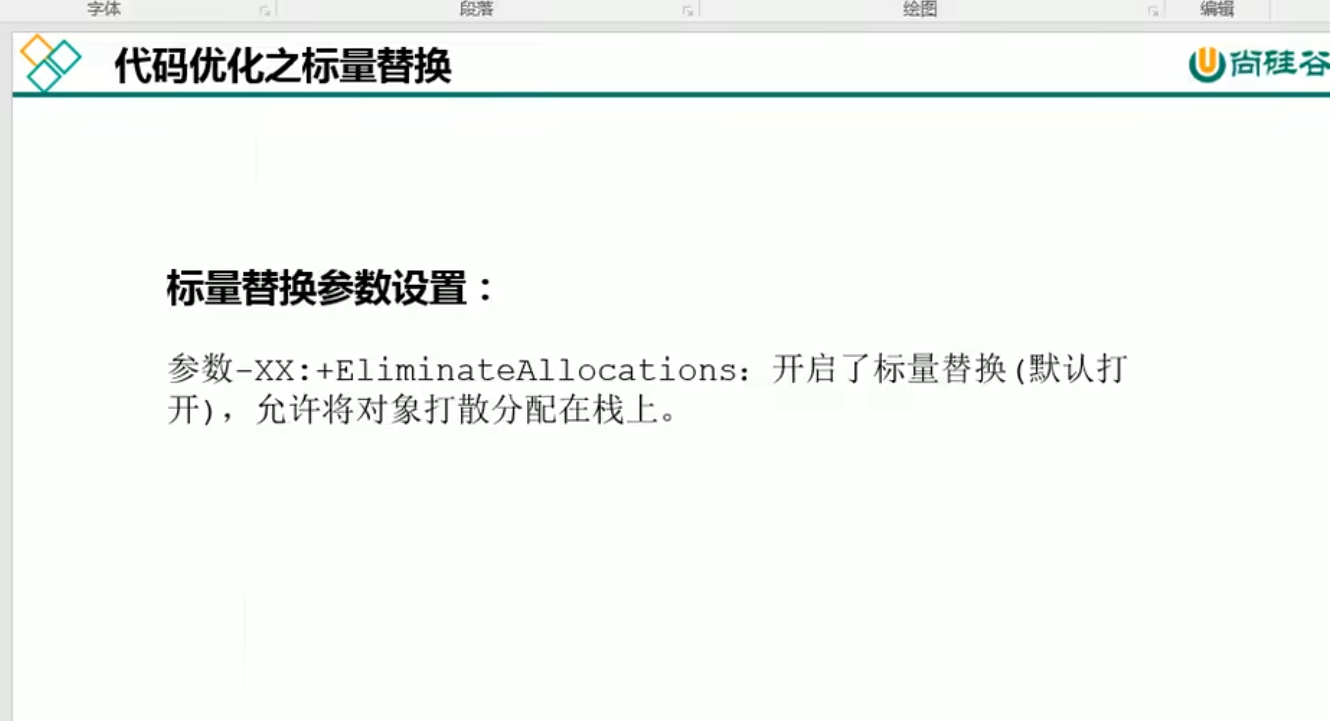 字体 段落 绘图 编辑
代码优化之标量替换
尚硅谷
标量替换参数设置：
参数-XX:+EliminateAllocations：开启了标量替换(默认打
开)，允许将对象打散分配在栈上。